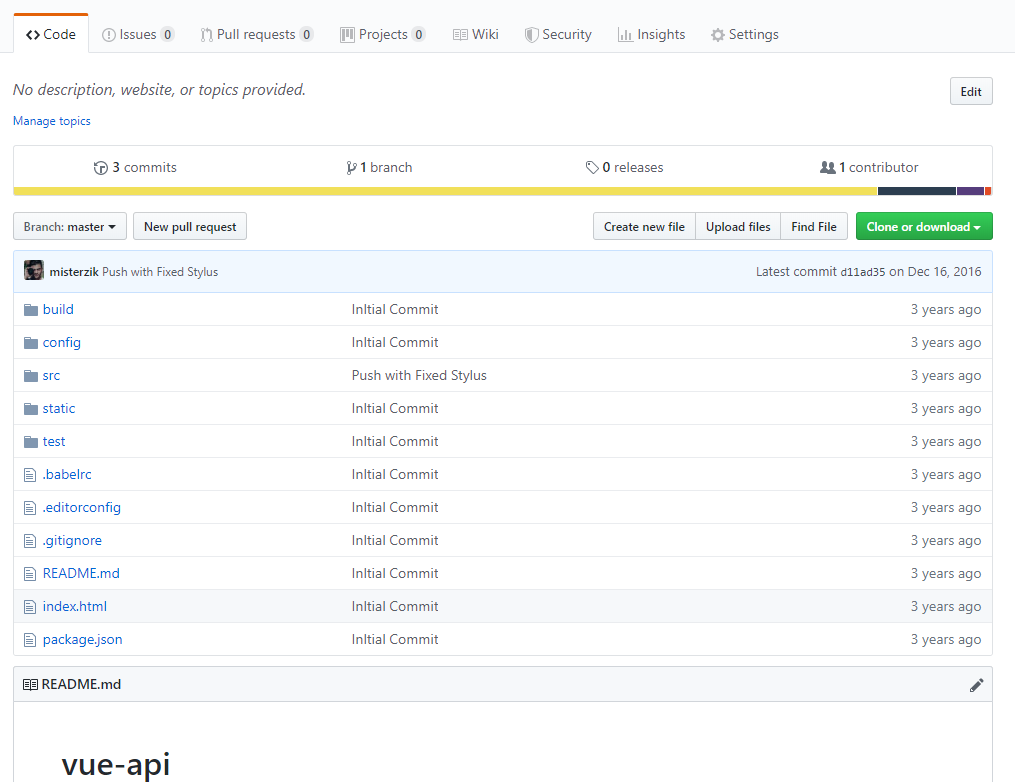 Code Issues 0 Pull requests 0 Projects 0 Wiki Security Insights Settings
No description, website, or topics provided. Edit
Manage topics
3 commits 1 branch 0 releases 1 contributor
Branch: master New pull request Create new file Upload files Find File Clone or download
misterzik Push with Fixed Stylus Latest commit d11ad35 on Dec 16, 2016
build InItial Commit 3 years ago
config InItial Commit 3 years ago
src Push with Fixed Stylus 3 years ago
static InItial Commit 3 years ago
test InItial Commit 3 years ago
.babelrc InItial Commit 3 years ago
.editorconfig InItial Commit 3 years ago
.gitignore InItial Commit 3 years ago
README.md InItial Commit 3 years ago
index.html InItial Commit 3 years ago
package.json InItial Commit 3 years ago
README.md
vue-api